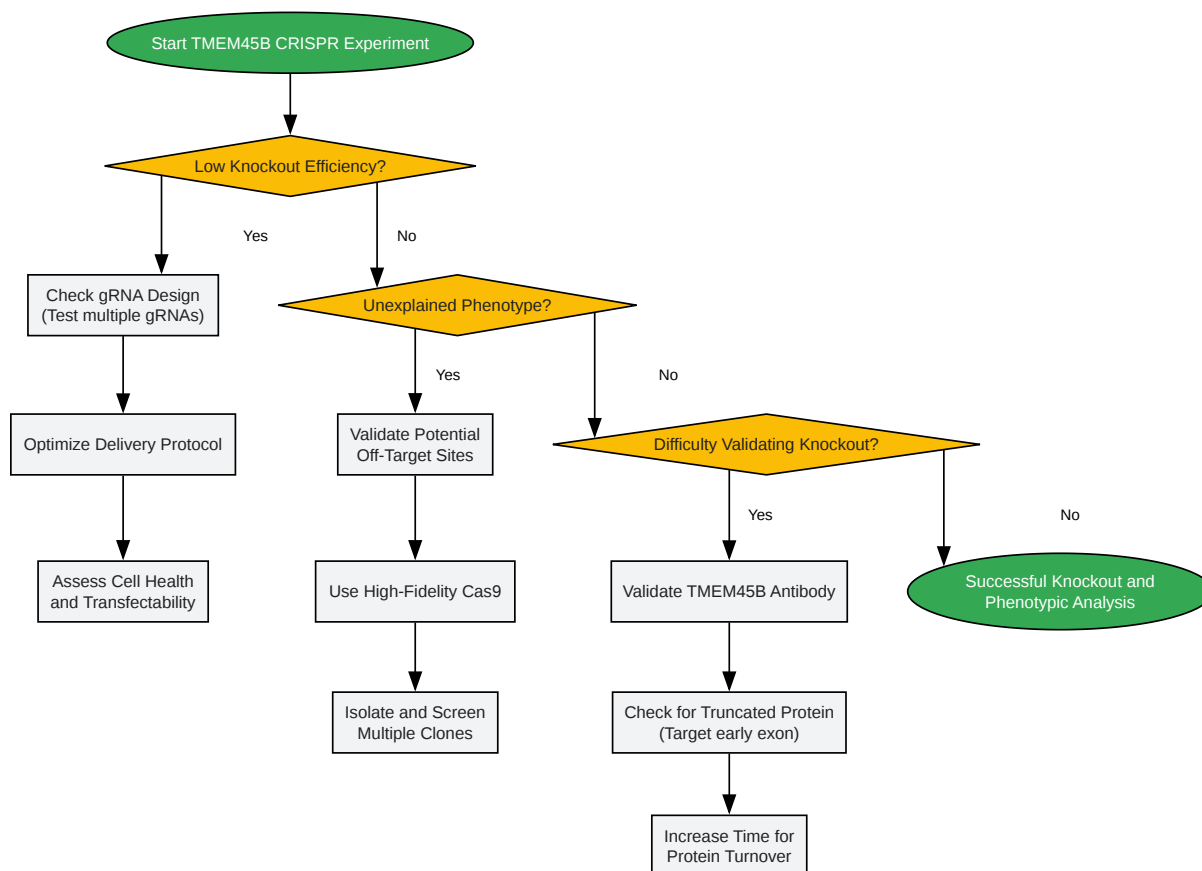 Start TMEM45B CRISPR Experiment
Low Knockout Efficiency?
Yes
No
Check gRNA Design
(Test multiple gRNAs)
Unexplained Phenotype?
Yes
No
Optimize Delivery Protocol
Validate Potential
Off-Target Sites
Difficulty Validating Knockout?
Yes
No
Assess Cell Health
and Transfectability
Use High-Fidelity Cas9
Validate TMEM45B Antibody
Successful Knockout and
Phenotypic Analysis
Isolate and Screen
Multiple Clones
Check for Truncated Protein
(Target early exon)
Increase Time for
Protein Turnover